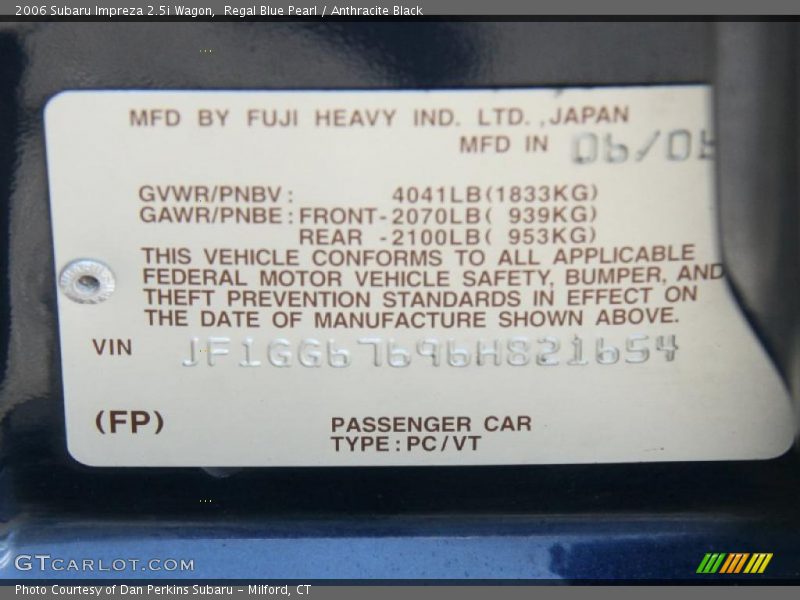 2006 Subaru Impreza 2.5i Wagon,  Regal Blue Pearl / Anthracite Black
MFD BY FUJI HEAVY IND. LTD. ,JAPAN
MFD IN 06/06
GVWR/PNBV: 4041LB(1833KG)
GAWR/PNBE: FRONT-2070LB( 939KG)
REAR -2100LB( 953KG)
THIS VEHICLE CONFORMS TO ALL APPLICABLE
FEDERAL MOTOR VEHICLE SAFETY, BUMPER, AND
THEFT PREVENTION STANDARDS IN EFFECT ON
THE DATE OF MANUFACTURE SHOWN ABOVE.
VIN JF1GG67696H821654
(FP)
PASSENGER CAR
TYPE:PC/VT
GTCARLOT.COM
Photo Courtesy of Dan Perkins Subaru - Milford, CT